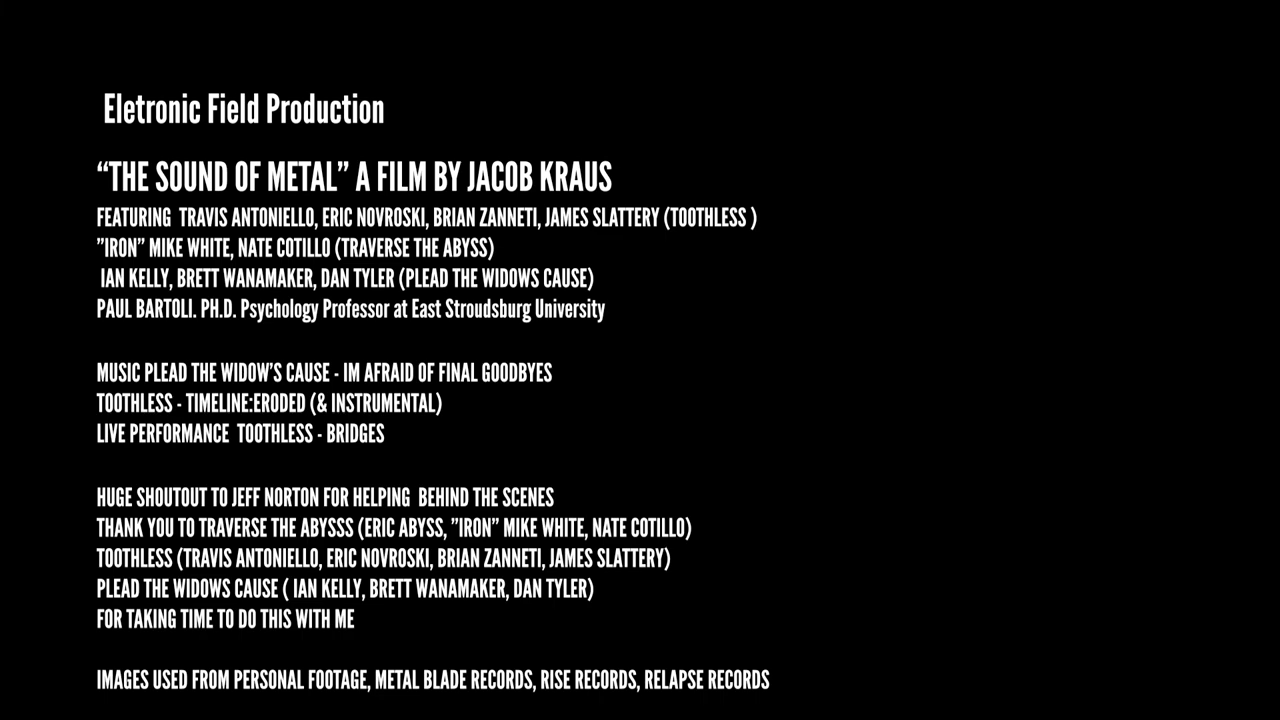 Eletronic Field Production
“THE SOUND OF METAL” A FILM BY JACOB KRAUS
FEATURING  TRAVIS ANTONIELLO, ERIC NOVROSKI, BRIAN ZANNETI, JAMES SLATTERY (TOOTHLESS )
”IRON” MIKE WHITE, NATE COTILLO (TRAVERSE THE ABYSS)
IAN KELLY, BRETT WANAMAKER, DAN TYLER (PLEAD THE WIDOWS CAUSE)
PAUL BARTOLI. PH.D. Psychology Professor at East Stroudsburg University
MUSIC PLEAD THE WIDOW’S CAUSE - IM AFRAID OF FINAL GOODBYES
TOOTHLESS - TIMELINE:ERODED (& INSTRUMENTAL)
LIVE PERFORMANCE  TOOTHLESS - BRIDGES
HUGE SHOUTOUT TO JEFF NORTON FOR HELPING  BEHIND THE SCENES
THANK YOU TO TRAVERSE THE ABYSSS (ERIC ABYSS, ”IRON” MIKE WHITE, NATE COTILLO)
TOOTHLESS (TRAVIS ANTONIELLO, ERIC NOVROSKI, BRIAN ZANNETI, JAMES SLATTERY)
PLEAD THE WIDOWS CAUSE ( IAN KELLY, BRETT WANAMAKER, DAN TYLER)
FOR TAKING TIME TO DO THIS WITH ME
IMAGES USED FROM PERSONAL FOOTAGE, METAL BLADE RECORDS, RISE RECORDS, RELAPSE RECORDS